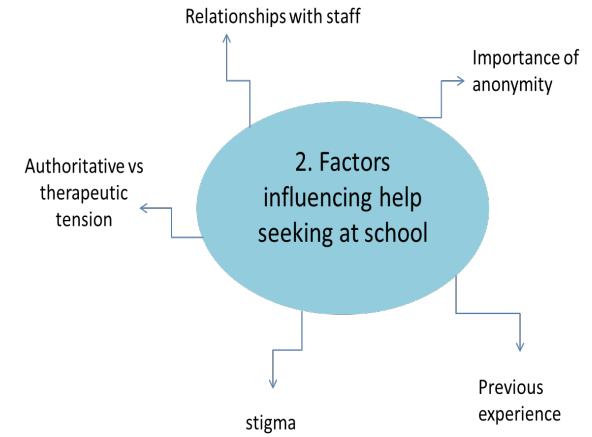 Relationships with staff
Importance of
anonymity
2. Factors
influencing help
seeking at school
Authoritative vs
therapeutic
tension
Previous
experience
stigma